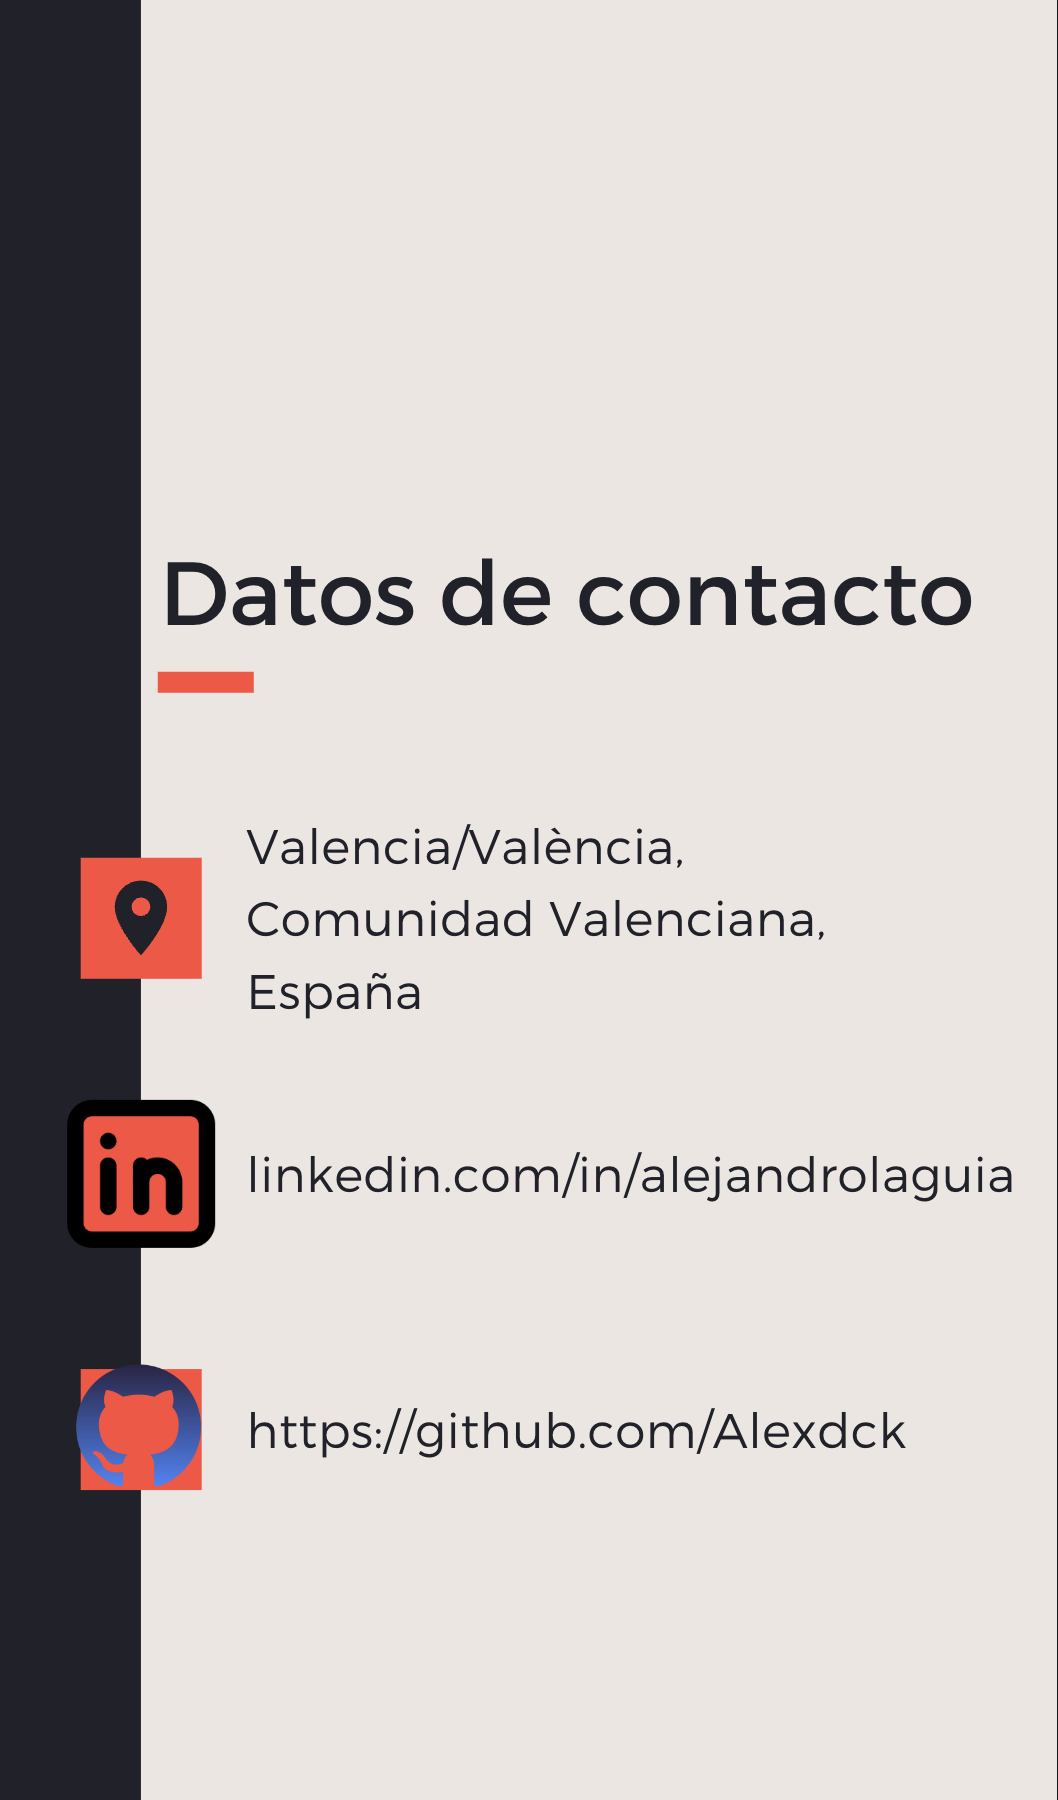 Datos de contacto
Valencia/València,
Comunidad Valenciana,
España
in
linkedin.com/in/alejandrolaguia
https://github.com/Alexdck